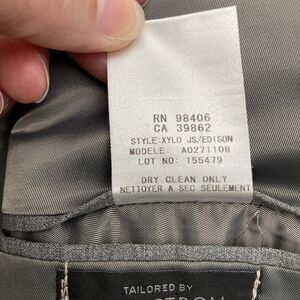 RN 98406
CA 39862
STYLE:XYLO JS/EDISON
MODELE: A0271108
LOT NO: 155479
DRY CLEAN ONLY
NETTOYER A SEC SEULEMENT
TAILORED BY